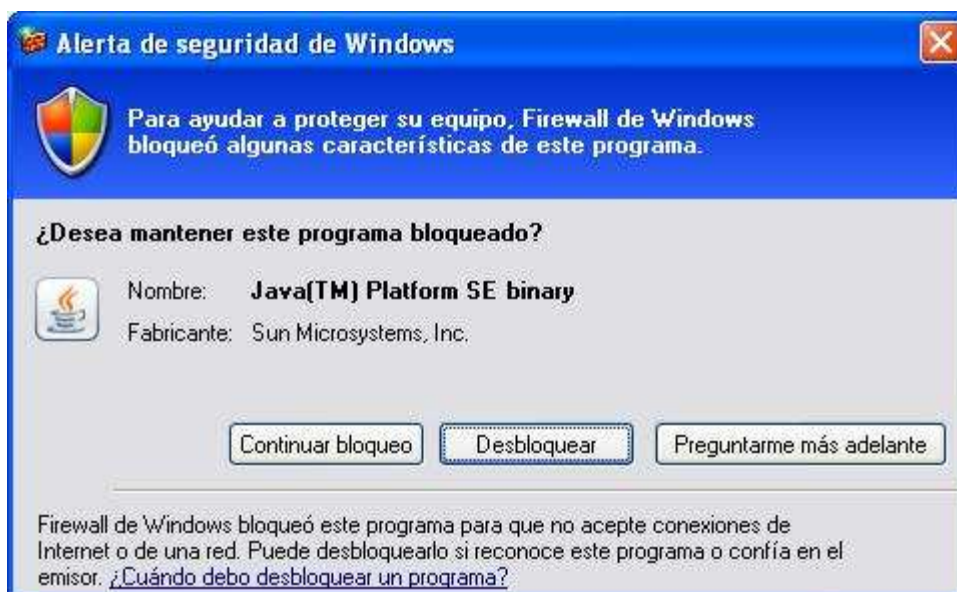 Alerta de seguridad de Windows
Para ayudar a proteger su equipo, Firewall de Windows
bloqueó algunas características de este programa.
¿Desea mantener este programa bloqueado?
Nombre: Java(TM) Platform SE binary
Fabricante: Sun Microsystems, Inc.
Continuar bloqueo Desbloquear Preguntarme más adelante
Firewall de Windows bloqueó este programa para que no acepte conexiones de
Internet o de una red. Puede desbloquearlo si reconoce este programa o confía en el
emisor. ¿Cuándo debo desbloquear un programa?